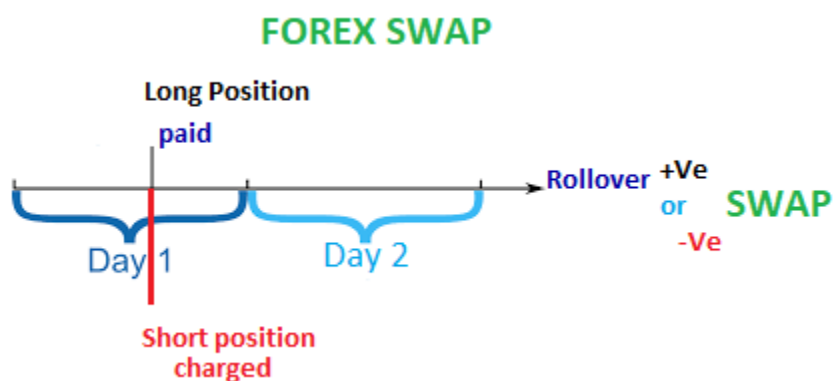 FOREX SWAP
Long Position
paid
Rollover
+Ve
or
-Ve
SWAP
Day 1
Day 2
Short position
charged